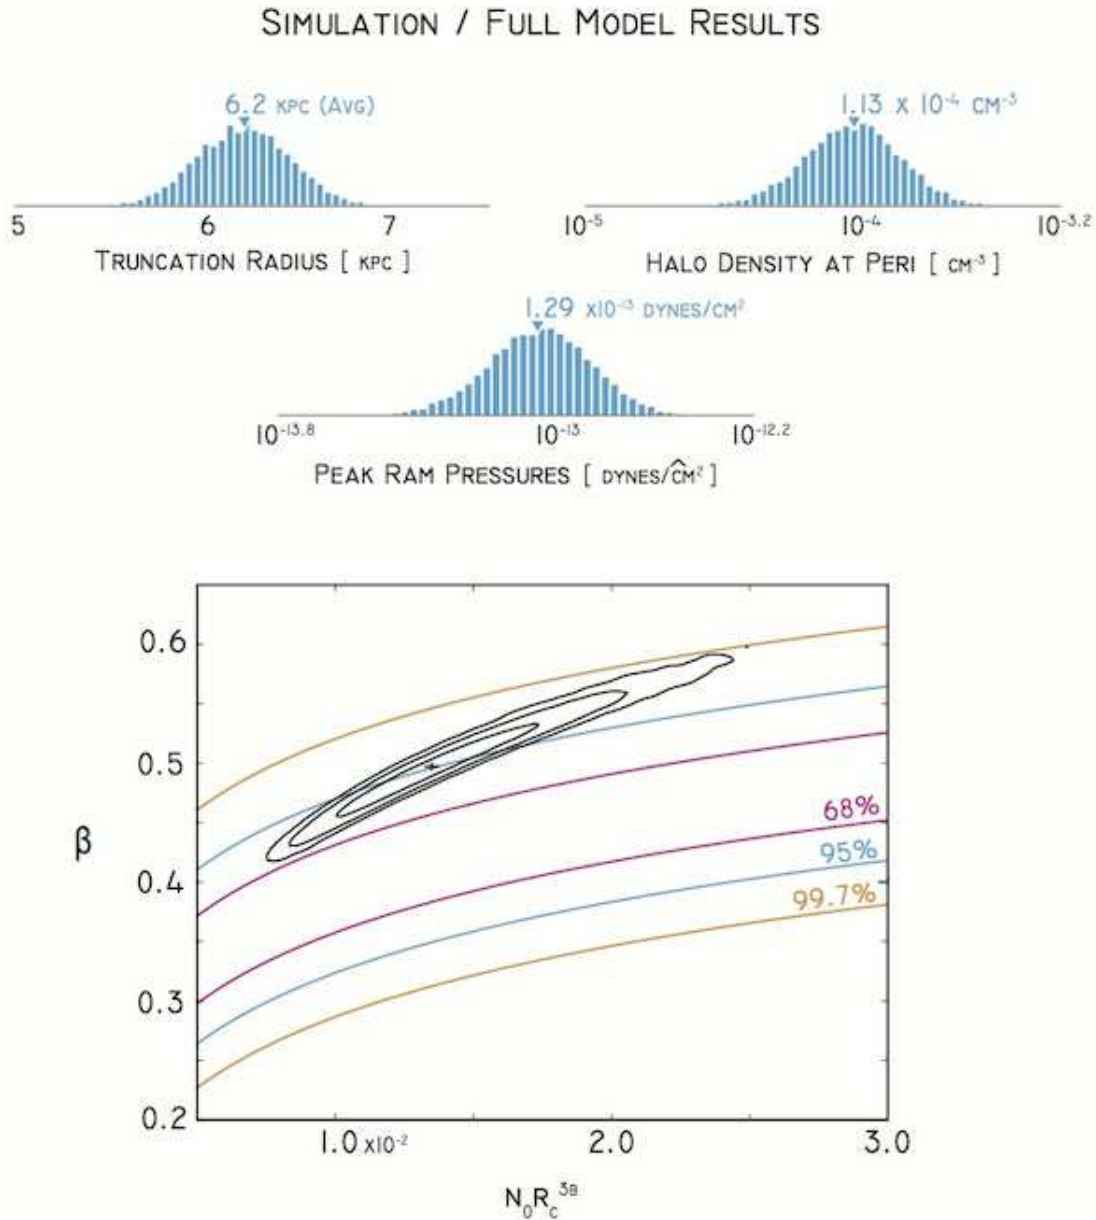 SIMULATION / FULL MODEL RESULTS
6.2 KPC (AVG)
1.13 X 10⁻⁴ CM⁻³
5 6 7
10⁻⁵ 10⁻⁴ 10⁻³·²
TRUNCATION RADIUS [ KPC ]
HALO DENSITY AT PERI [ CM⁻³ ]
1.29 X10⁻¹³ DYNES/CM²
10⁻¹³·⁸ 10⁻¹³ 10⁻¹²·²
PEAK RAM PRESSURES [ DYNES/ĈM² ]
0.6
0.5
68%
β
95%
0.4
99.7%
0.3
0.2
1.0 X10⁻² 2.0 3.0
N₀R꜀³ᴮ